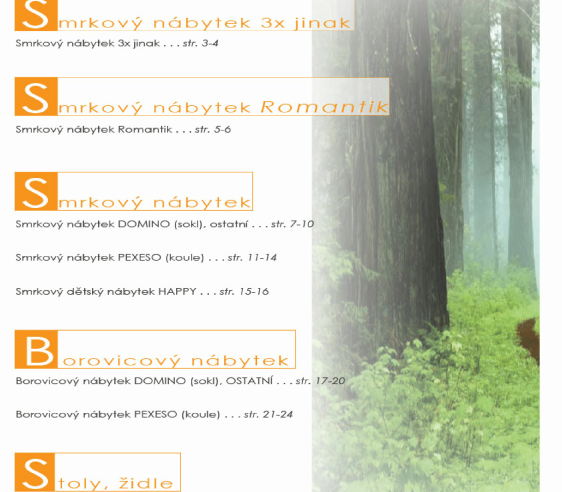 Smrkový nábytek 3x jinak
Smrkový nábytek 3x jinak . . . str. 3-4
Smrkový nábytek Romantik
Smrkový nábytek Romantik . . . str. 5-6
Smrkový nábytek
Smrkový nábytek DOMINO (sokl), ostatní . . . str. 7-10
Smrkový nábytek PEXESO (koule) . . . str. 11-14
Smrkový dětský nábytek HAPPY . . . str. 15-16
Borovicový nábytek
Borovicový nábytek DOMINO (sokl), OSTATNÍ . . . str. 17-20
Borovicový nábytek PEXESO (koule) . . . str. 21-24
Stoly, židle